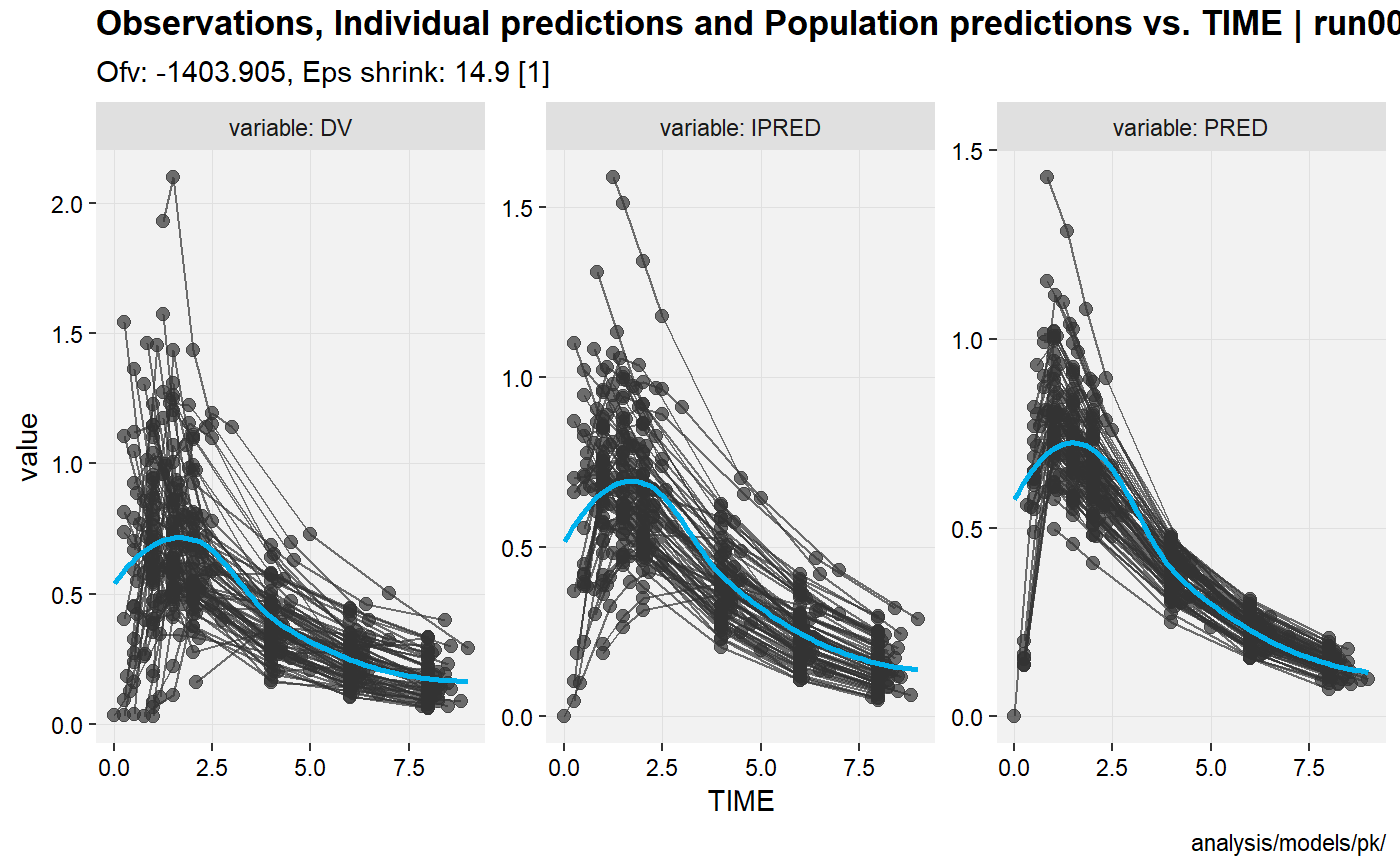 Observations, Individual predictions and Population predictions vs. TIME | run00
Ofv: -1403.905, Eps shrink: 14.9 [1]
variable: DV
variable: IPRED
variable: PRED
value
2.0
1.5
1.0
0.5
0.0
1.5
1.0
0.5
0.0
1.5
1.0
0.5
0.0
0.0 2.5 5.0 7.5
0.0 2.5 5.0 7.5
0.0 2.5 5.0 7.5
TIME
analysis/models/pk/